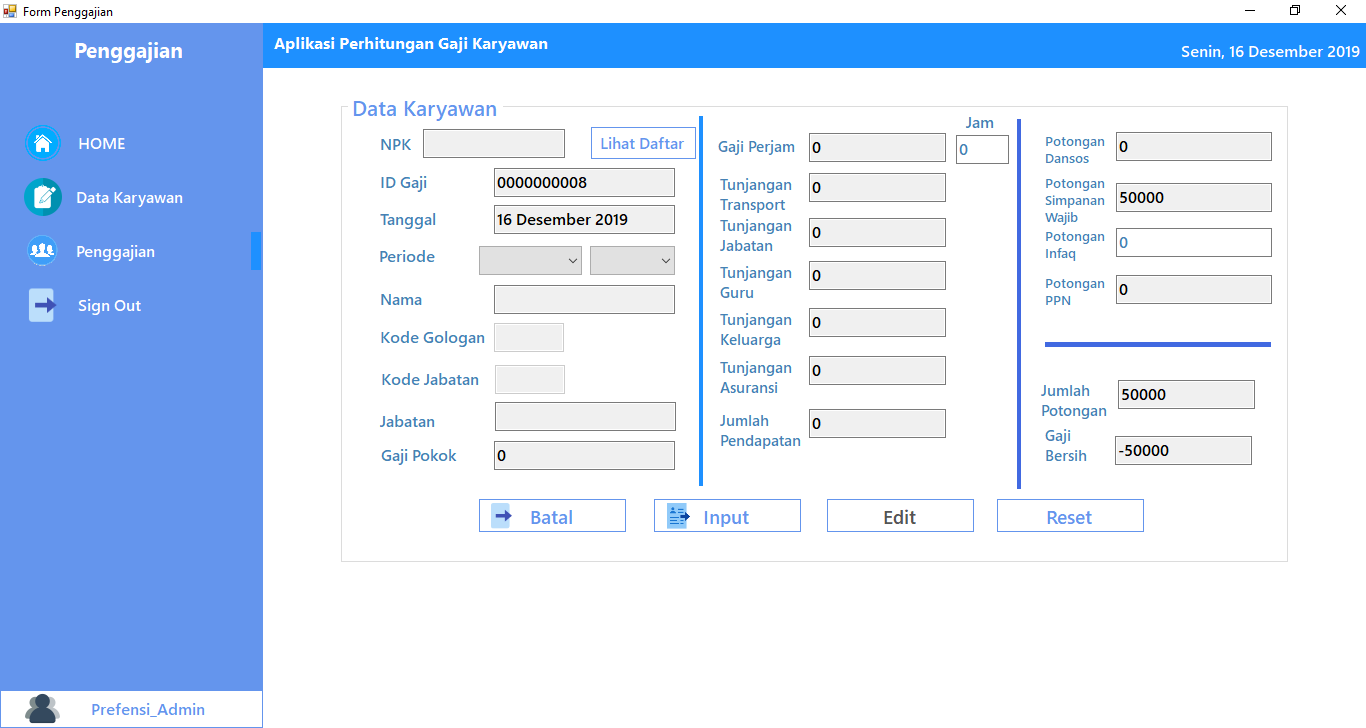 Form Penggajian
Penggajian
Aplikasi Perhitungan Gaji Karyawan
Senin, 16 Desember 2019
HOME
Data Karyawan
Penggajian
Sign Out
Prefensi_Admin
Data Karyawan
NPK
Lihat Daftar
ID Gaji 0000000008
Tanggal 16 Desember 2019
Periode
Nama
Kode Gologan
Kode Jabatan
Jabatan
Gaji Pokok 0
Jam
Gaji Perjam 0 0
Tunjangan
Transport 0
Tunjangan
Jabatan 0
Tunjangan
Guru 0
Tunjangan
Keluarga 0
Tunjangan
Asuransi 0
Jumlah
Pendapatan 0
Potongan
Dansos 0
Potongan
Simpanan
Wajib 50000
Potongan
Infaq 0
Potongan
PPN 0
Jumlah
Potongan 50000
Gaji
Bersih -50000
Batal
Input
Edit
Reset